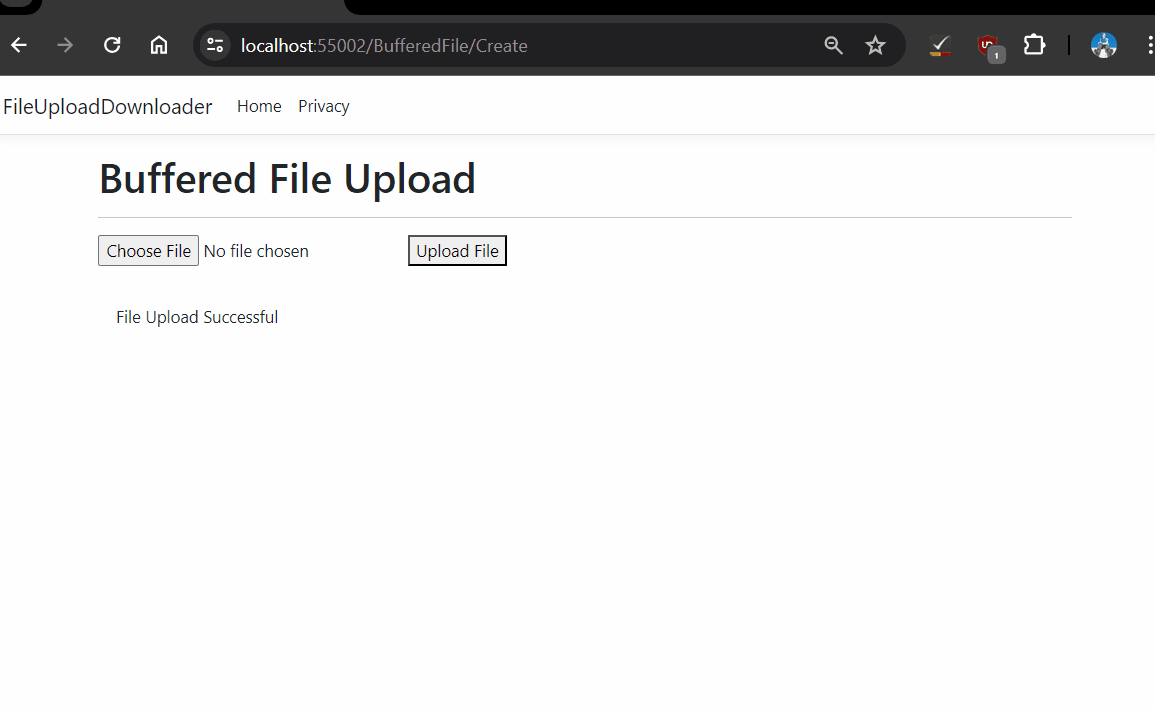 localhost:55002/BufferedFile/Create
1
FileUploadDownloader Home Privacy
Buffered File Upload
Choose File No file chosen Upload File
File Upload Successful